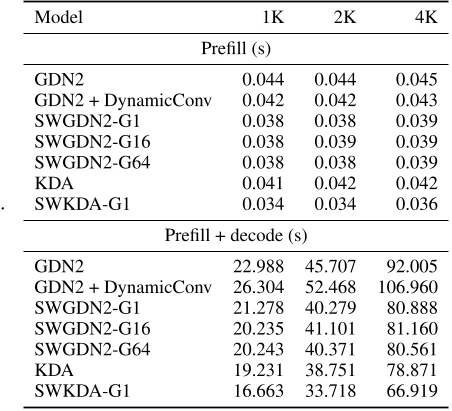 Model 1K 2K 4K
Prefill (s)
GDN2 0.044 0.044 0.045
GDN2 + DynamicConv 0.042 0.042 0.043
SWGDN2-G1 0.038 0.038 0.039
SWGDN2-G16 0.038 0.039 0.039
SWGDN2-G64 0.038 0.038 0.039
KDA 0.041 0.042 0.042
. SWKDA-G1 0.034 0.034 0.036
Prefill + decode (s)
GDN2 22.988 45.707 92.005
GDN2 + DynamicConv 26.304 52.468 106.960
SWGDN2-G1 21.278 40.279 80.888
SWGDN2-G16 20.235 41.101 81.160
SWGDN2-G64 20.243 40.371 80.561
KDA 19.231 38.751 78.871
SWKDA-G1 16.663 33.718 66.919